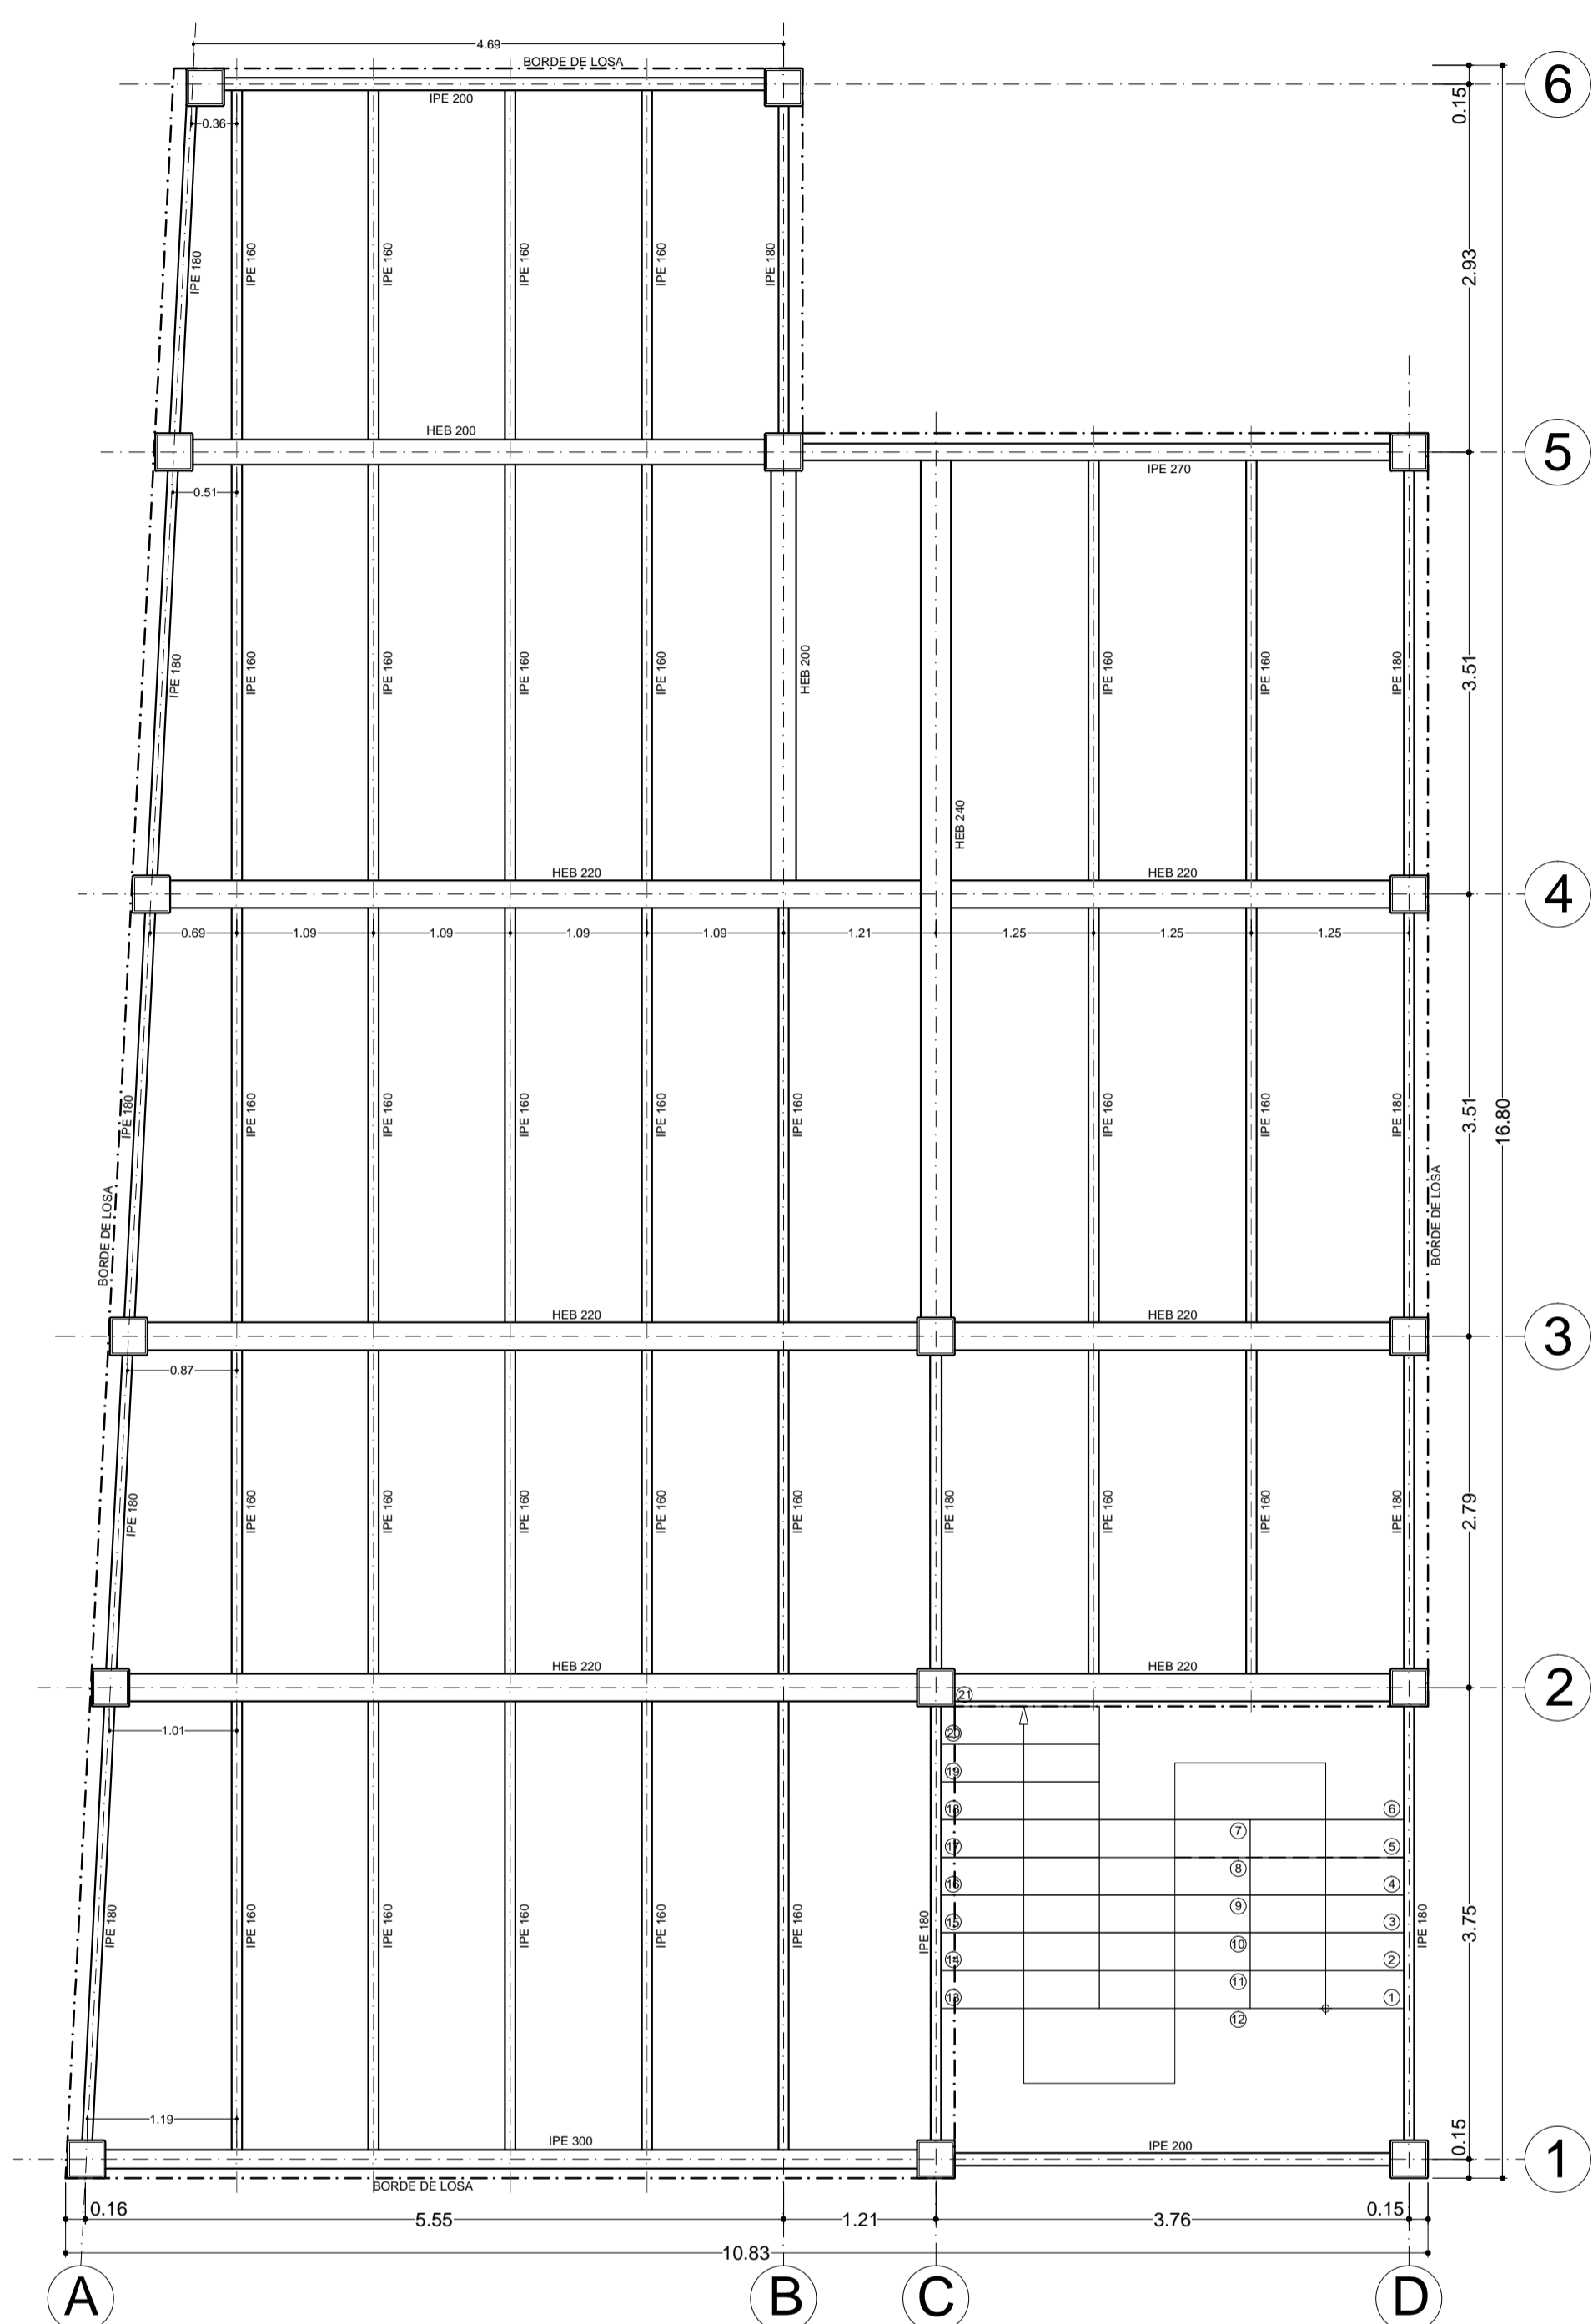 4.69
BORDE DE LOSA
6
IPE 200
0.15
0.36
IPE 180
IPE 160
IPE 160
IPE 160
IPE 160
IPE 180
2.93
HEB 200
5
IPE 270
0.51
IPE 180
IPE 160
IPE 160
IPE 160
IPE 160
HEB 200
IPE 160
IPE 160
IPE 180
3.51
HEB 240
HEB 220
HEB 220
4
0.69
1.09
1.09
1.09
1.09
1.21
1.25
1.25
1.25
IPE 180
IPE 160
IPE 160
IPE 160
IPE 160
IPE 160
IPE 160
IPE 160
IPE 180
3.51
16.80
BORDE DE LOSA
BORDE DE LOSA
HEB 220
HEB 220
3
0.87
IPE 180
IPE 160
IPE 160
IPE 160
IPE 160
IPE 160
IPE 180
IPE 160
IPE 160
IPE 180
2.79
HEB 220
HEB 220
2
21
1.01
20
19
18
6
7
17
5
8
16
4
9
15
3
10
14
2
11
13
1
12
IPE 180
IPE 160
IPE 160
IPE 160
IPE 160
IPE 160
IPE 180
IPE 180
3.75
1.19
IPE 300
IPE 200
0.15
1
BORDE DE LOSA
0.16
5.55
1.21
3.76
0.15
10.83
A
B
C
D